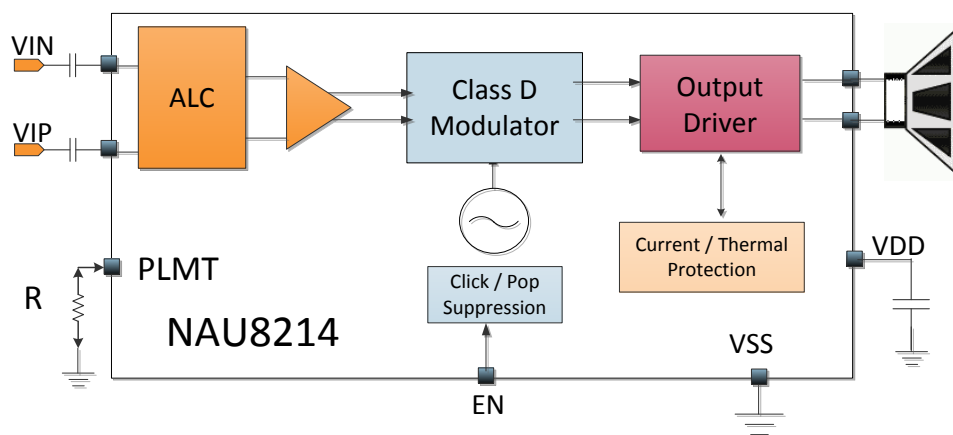 VIN
VIP
ALC
Class D
Modulator
Output
Driver
PLMT
R
Click / Pop
Suppression
Current / Thermal
Protection
VDD
NAU8214
VSS
EN